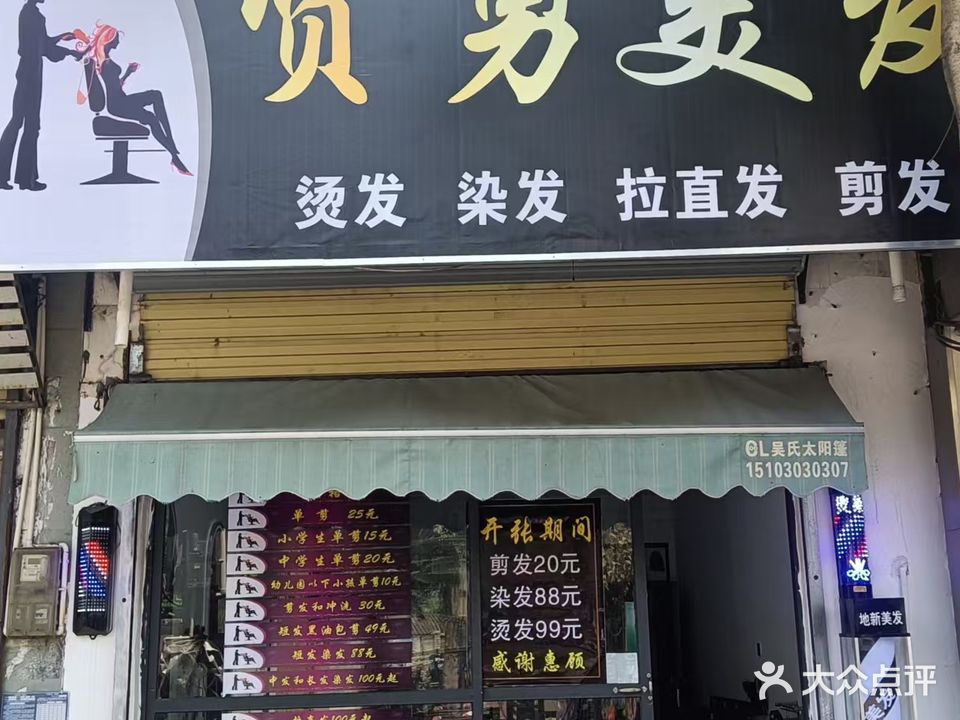 贤男美发
烫发 染发 拉直发 剪发
吴氏太阳篷
15103030307
单剪 25元
小学生单剪15元
中学生单剪20元
幼儿园以下小孩单剪10元
剪发和冲洗 30元
短发黑油包剪 49元
短发染发 88元
中发和长发染发100元起
开张期间
剪发20元
染发88元
烫发99元
感谢惠顾
烫染
地新美发
大众点评